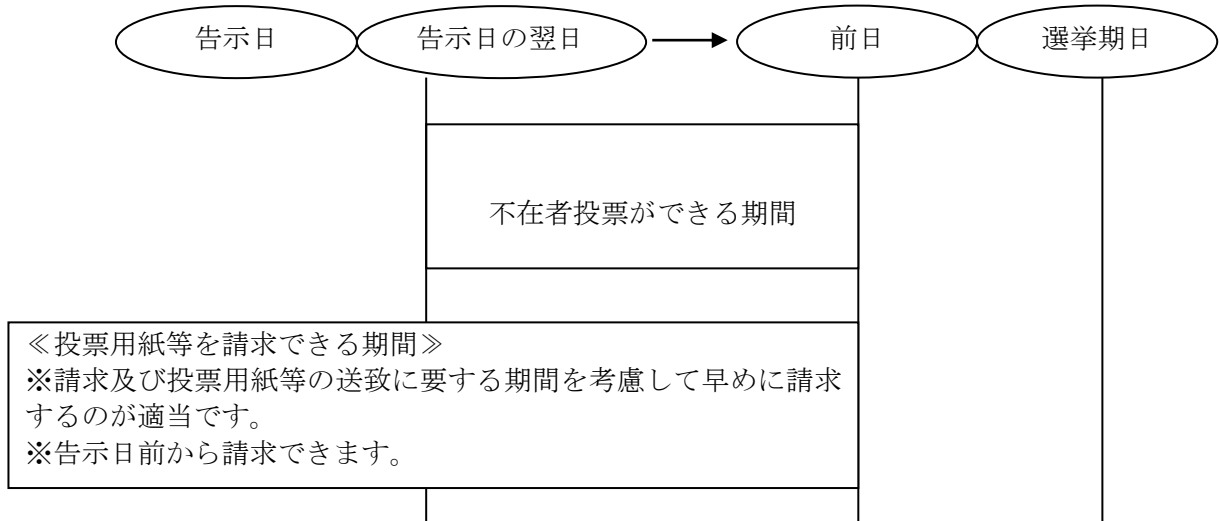 告示日
告示日の翌日
前日
選挙期日
不在者投票ができる期間
≪投票用紙等を請求できる期間≫
※請求及び投票用紙等の送致に要する期間を考慮して早めに請求
するのが適当です。
※告示日前から請求できます。